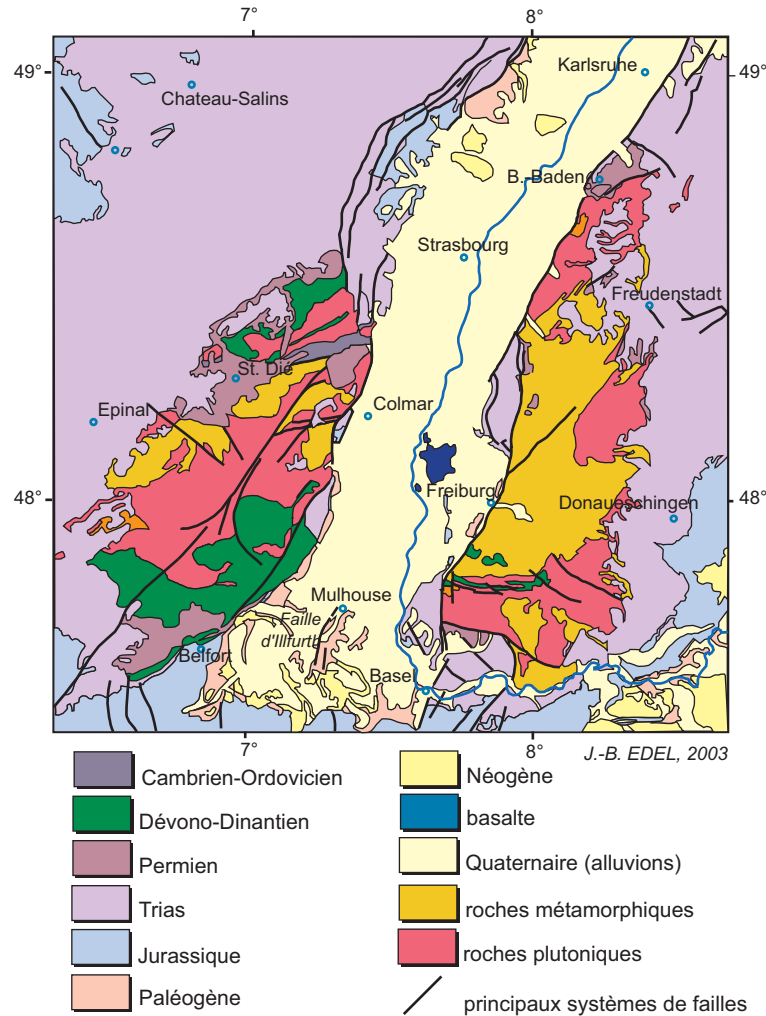 7° 8°
49° 49°
Karlsruhe
Chateau-Salins
B.-Baden
Strasbourg
Freudenstadt
St. Dié
Epinal
Colmar
48° 48°
Freiburg
Donaueschingen
Mulhouse
Faille
d'Illfurth
Belfort
Basel
7° 8°
J.-B. EDEL, 2003
Cambrien-Ordovicien
Dévono-Dinantien
Permien
Trias
Jurassique
Paléogène
Néogène
basalte
Quaternaire (alluvions)
roches métamorphiques
roches plutoniques
principaux systèmes de failles